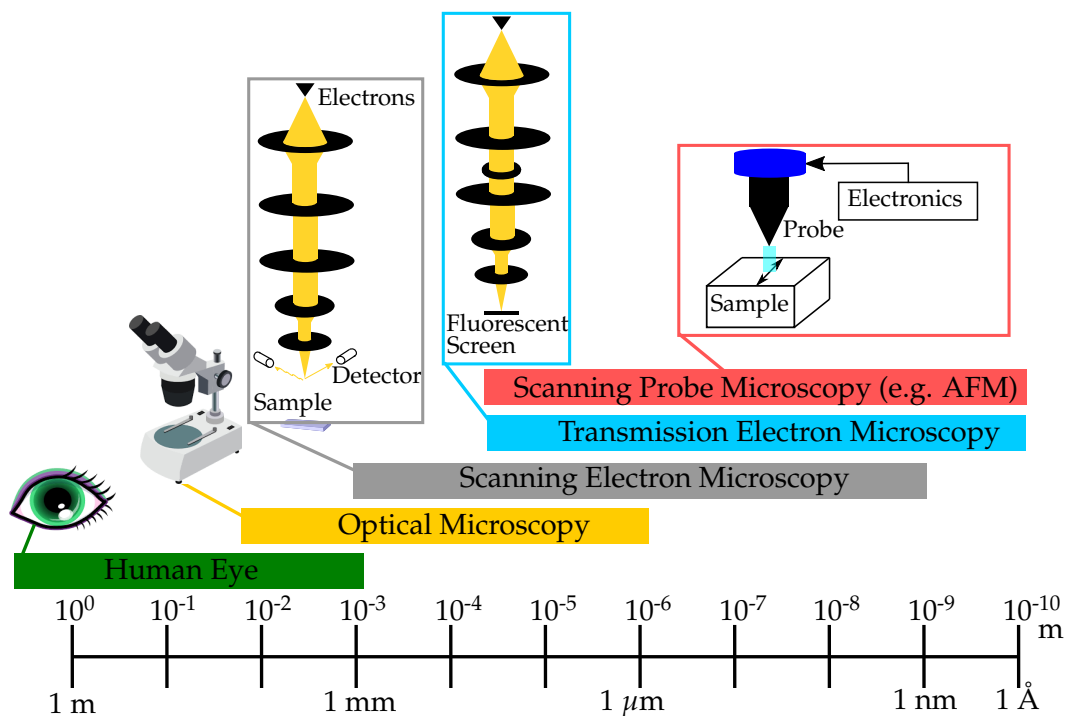 Electrons
Detector
Sample
Fluorescent
Screen
Electronics
Probe
Sample
Scanning Probe Microscopy (e.g. AFM)
Transmission Electron Microscopy
Scanning Electron Microscopy
Optical Microscopy
Human Eye
10⁰ 10⁻¹ 10⁻² 10⁻³ 10⁻⁴ 10⁻⁵ 10⁻⁶ 10⁻⁷ 10⁻⁸ 10⁻⁹ 10⁻¹⁰
m
1 m 1 mm 1 μm 1 nm 1 Å